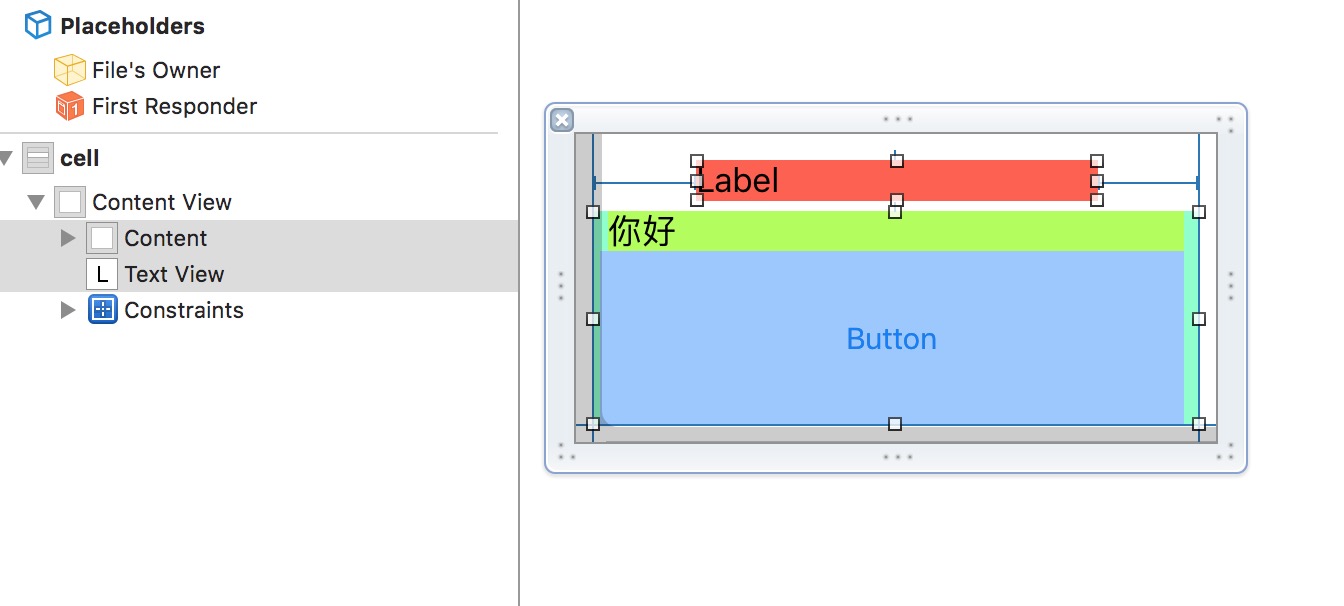 Placeholders
File's Owner
First Responder
cell
Content View
Content
L Text View
Constraints
Label
你好
Button